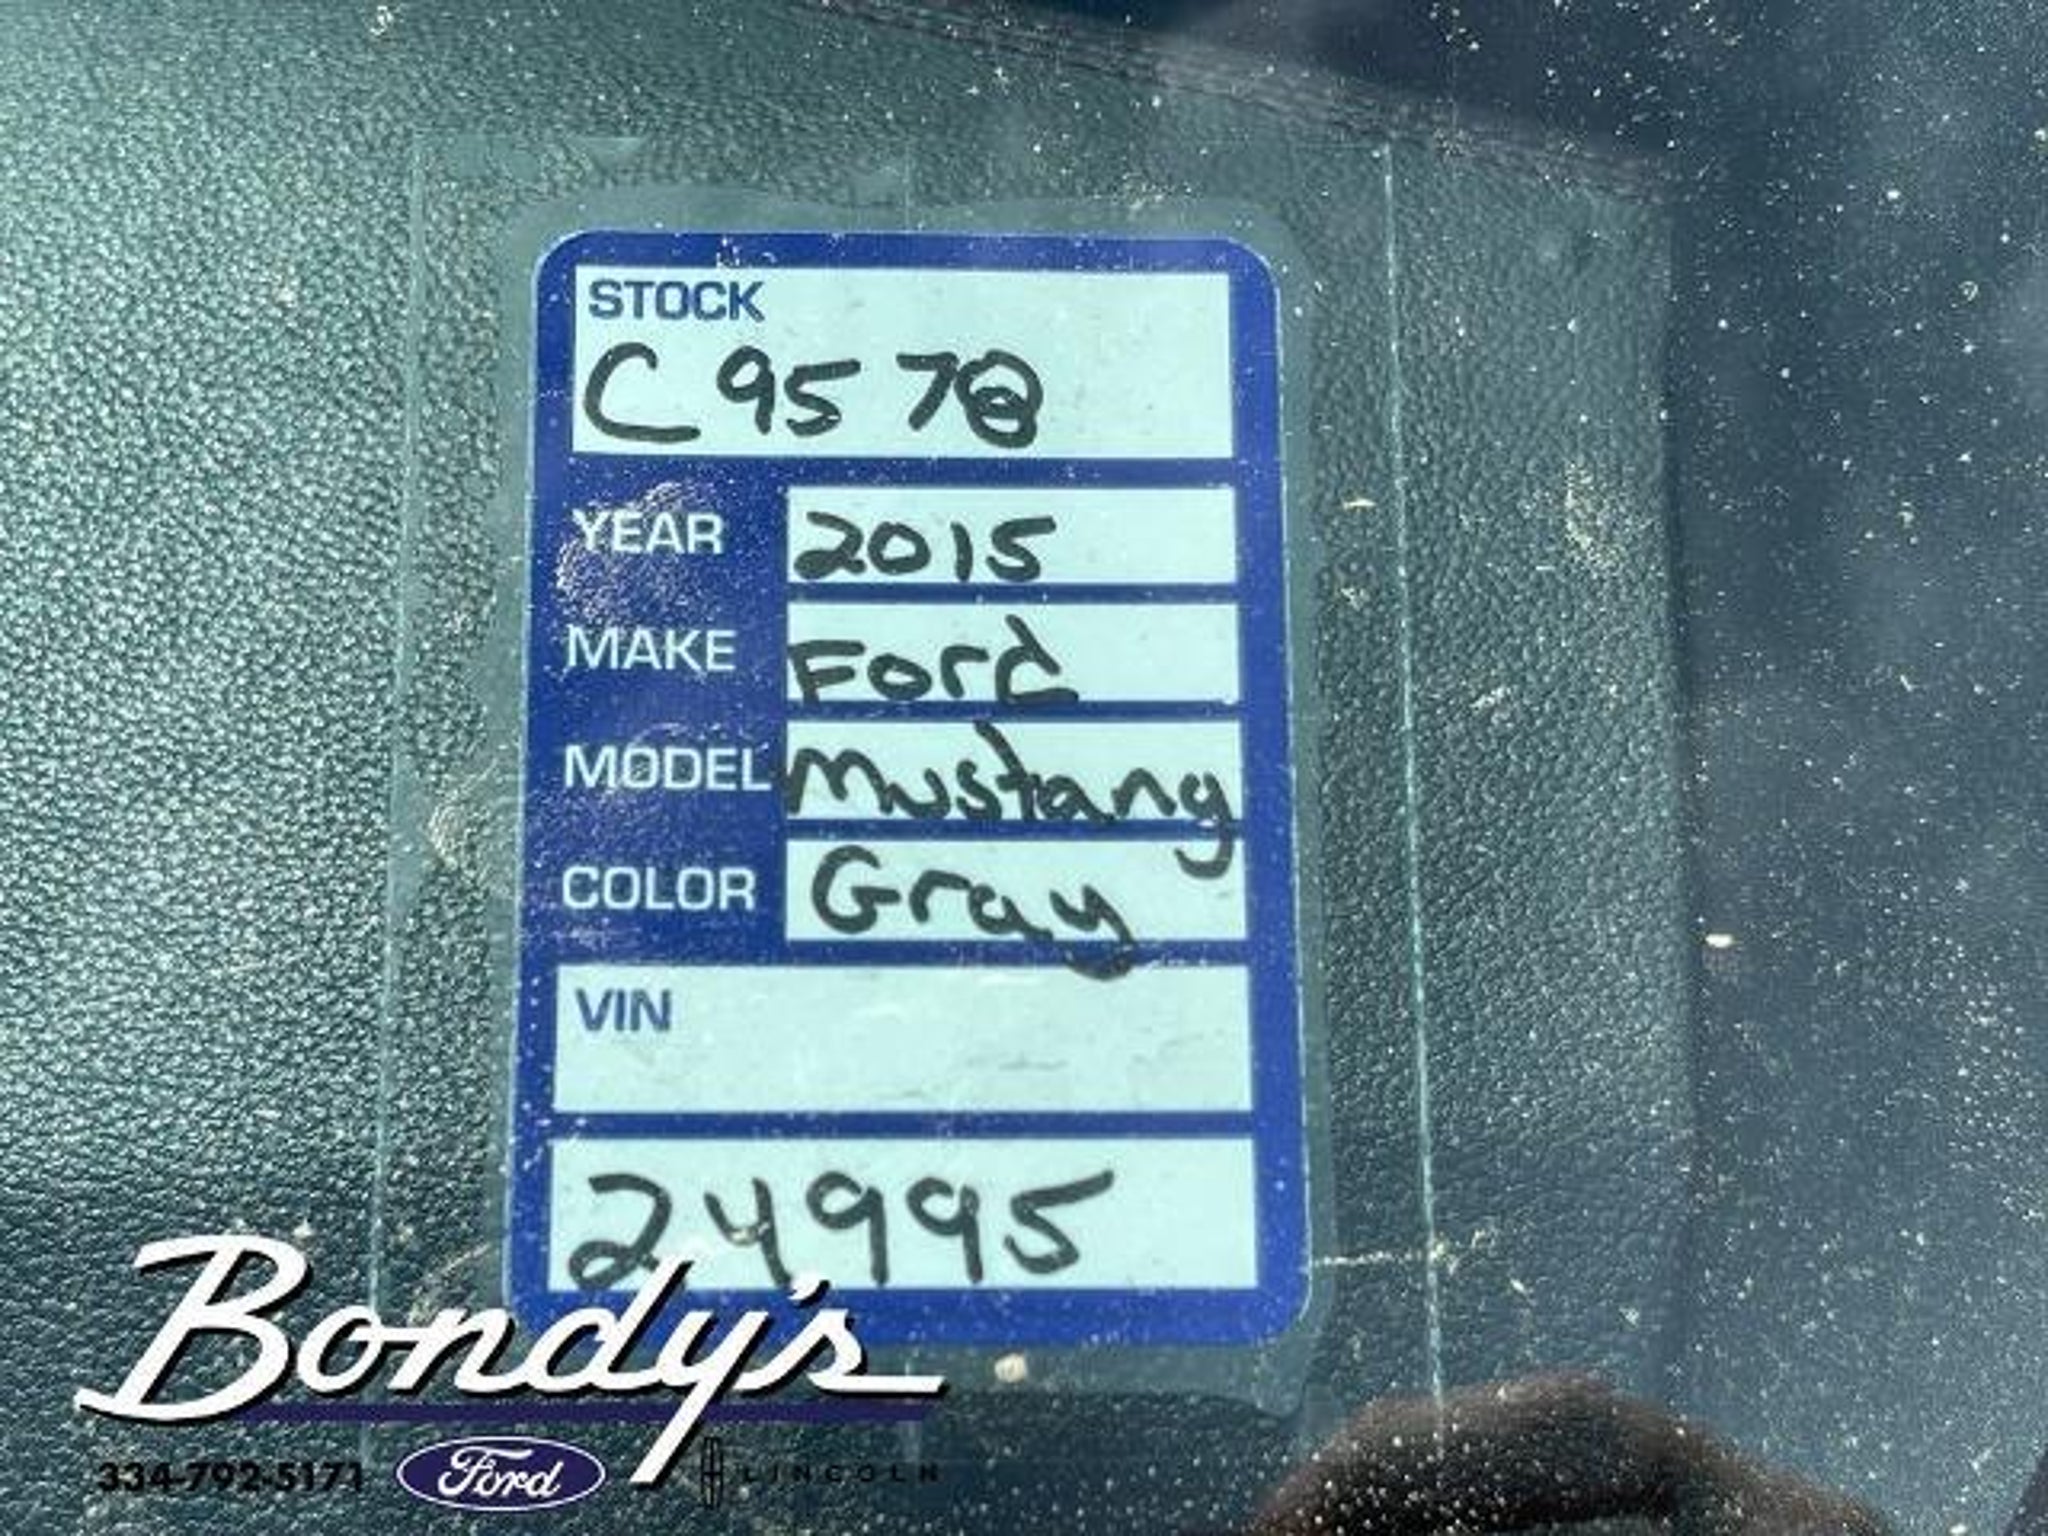 STOCK
C9578
YEAR 2015
MAKE Ford
MODEL Mustang
COLOR Gray
VIN
24995
Bondy's
334-792-5171 Ford LINCOLN